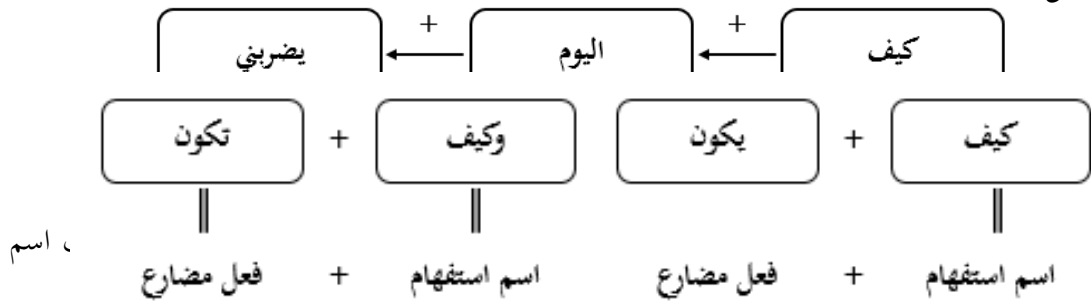 كيف + اليوم + يضربني
كيف + يكون وكيف + تكون
اسم استفهام + فعل مضارع اسم استفهام + فعل مضارع
، اسم